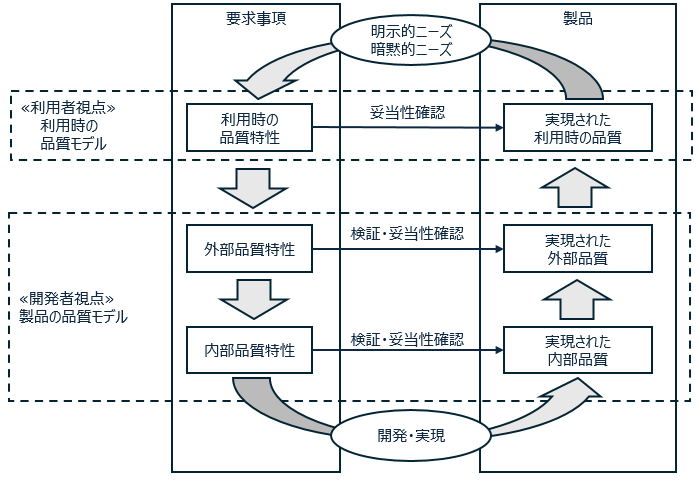 要求事項
製品
明示的ニーズ
暗黙的ニーズ
≪利用者視点≫
利用時の
品質モデル
利用時の
品質特性
妥当性確認
実現された
利用時の品質
外部品質特性
検証・妥当性確認
実現された
外部品質
≪開発者視点≫
製品の品質モデル
内部品質特性
検証・妥当性確認
実現された
内部品質
開発・実現